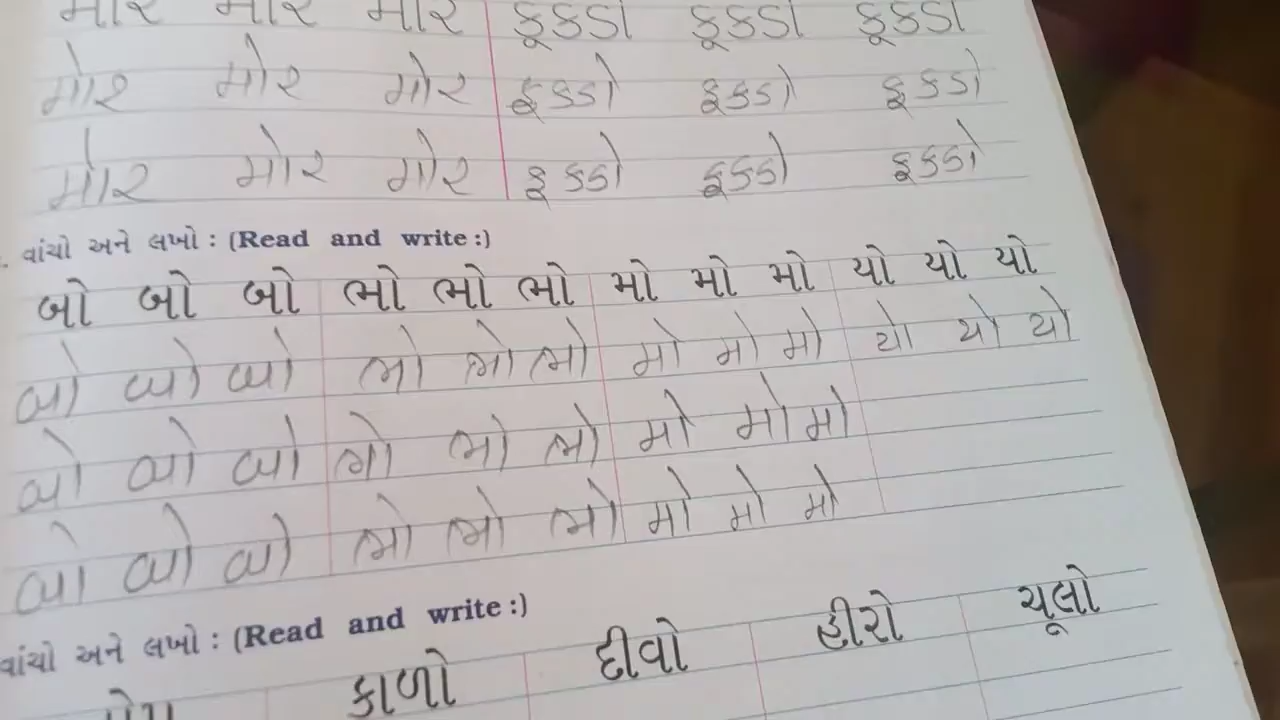 મોર મોર મોર કૂકડો કૂકડો કૂકડો
મોર મોર મોર કુકડો કુકડો કુકડો
મોર મોર મોર કુકડો કુકડો કુકડો
. વાંચો અને લખો : (Read and write :)
બો બો બો ભો ભો ભો મો મો મો યો યો યો
બો બો બો ભો ભો ભો મો મો મો યો યો યો
બો બો બો ભો ભો ભો મો મો મો
બો બો બો ભો ભો ભો મો મો મો
વાંચો અને લખો : (Read and write :)
કાળો દીવો હીરો ચૂલો